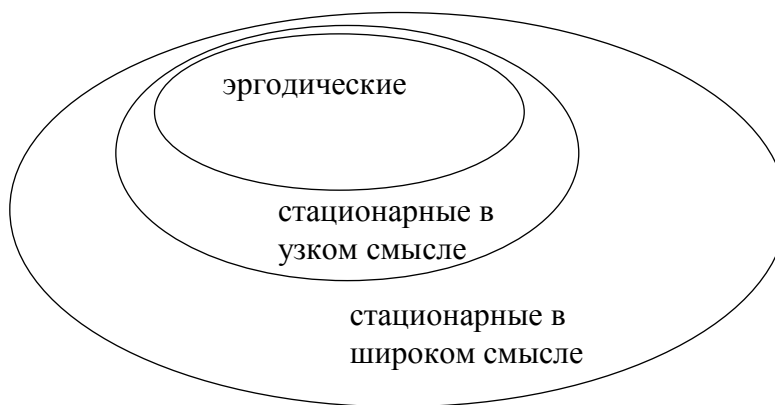 эргодические
стационарные в
узком смысле
стационарные в
широком смысле